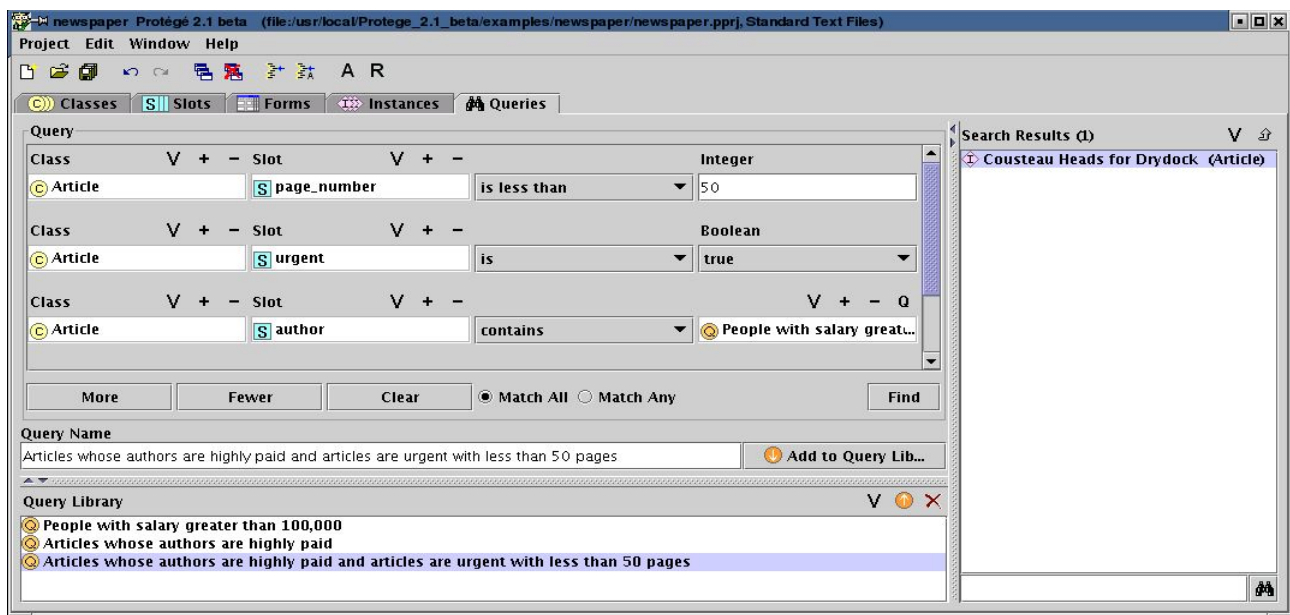 newspaper Protégé 2.1 beta (file:/usr/local/Protege_2.1_beta/examples/newspaper/newspaper.pprj, Standard Text Files)
Project Edit Window Help
A R
C Classes S Slots Forms I Instances Queries
Query
Class V + - Slot V + - Integer
C Article S page_number is less than 50
Class V + - Slot V + - Boolean
C Article S urgent is true
Class V + - Slot V + - V + - Q
C Article S author contains Q People with salary great...
More Fewer Clear Match All Match Any Find
Query Name
Articles whose authors are highly paid and articles are urgent with less than 50 pages Add to Query Lib...
Query Library V
Q People with salary greater than 100,000
Q Articles whose authors are highly paid
Q Articles whose authors are highly paid and articles are urgent with less than 50 pages
Search Results (1) V
I Cousteau Heads for Drydock (Article)